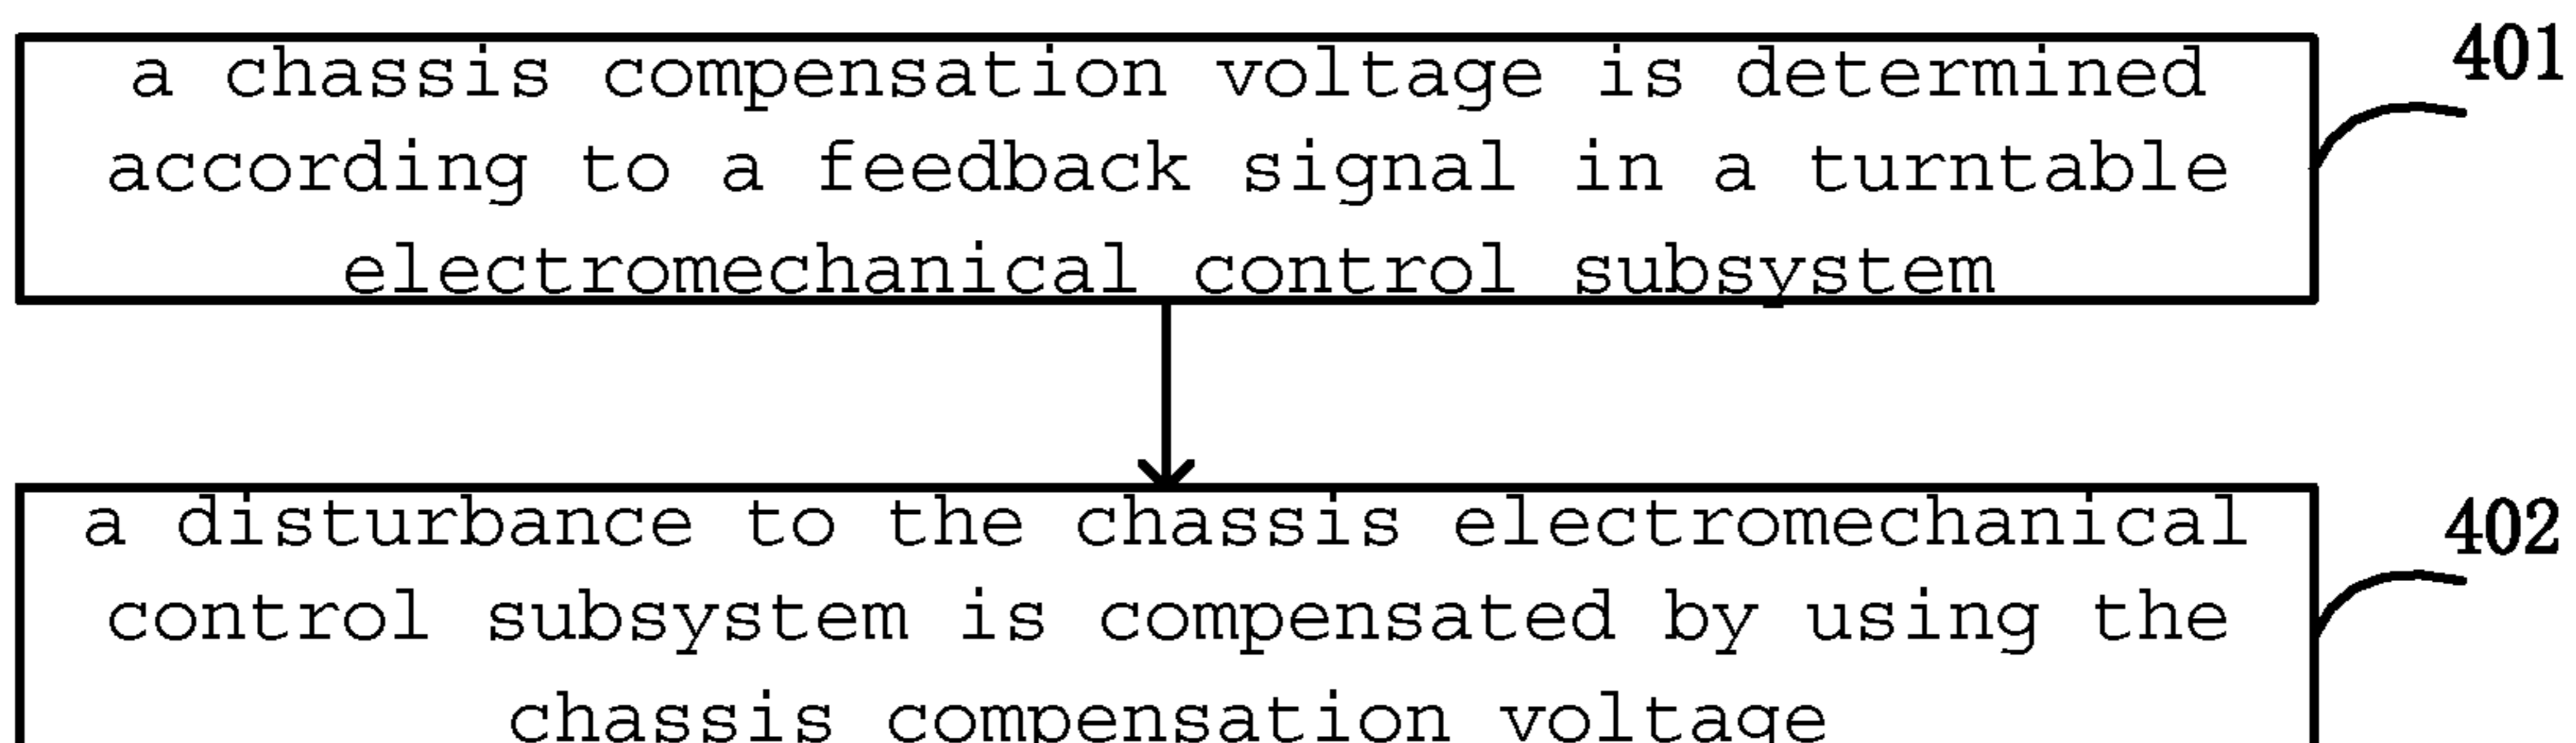 a chassis compensation voltage is determined
according to a feedback signal in a turntable
electromechanical control subsystem
401
a disturbance to the chassis electromechanical
control subsystem is compensated by using the
chassis compensation voltage
402